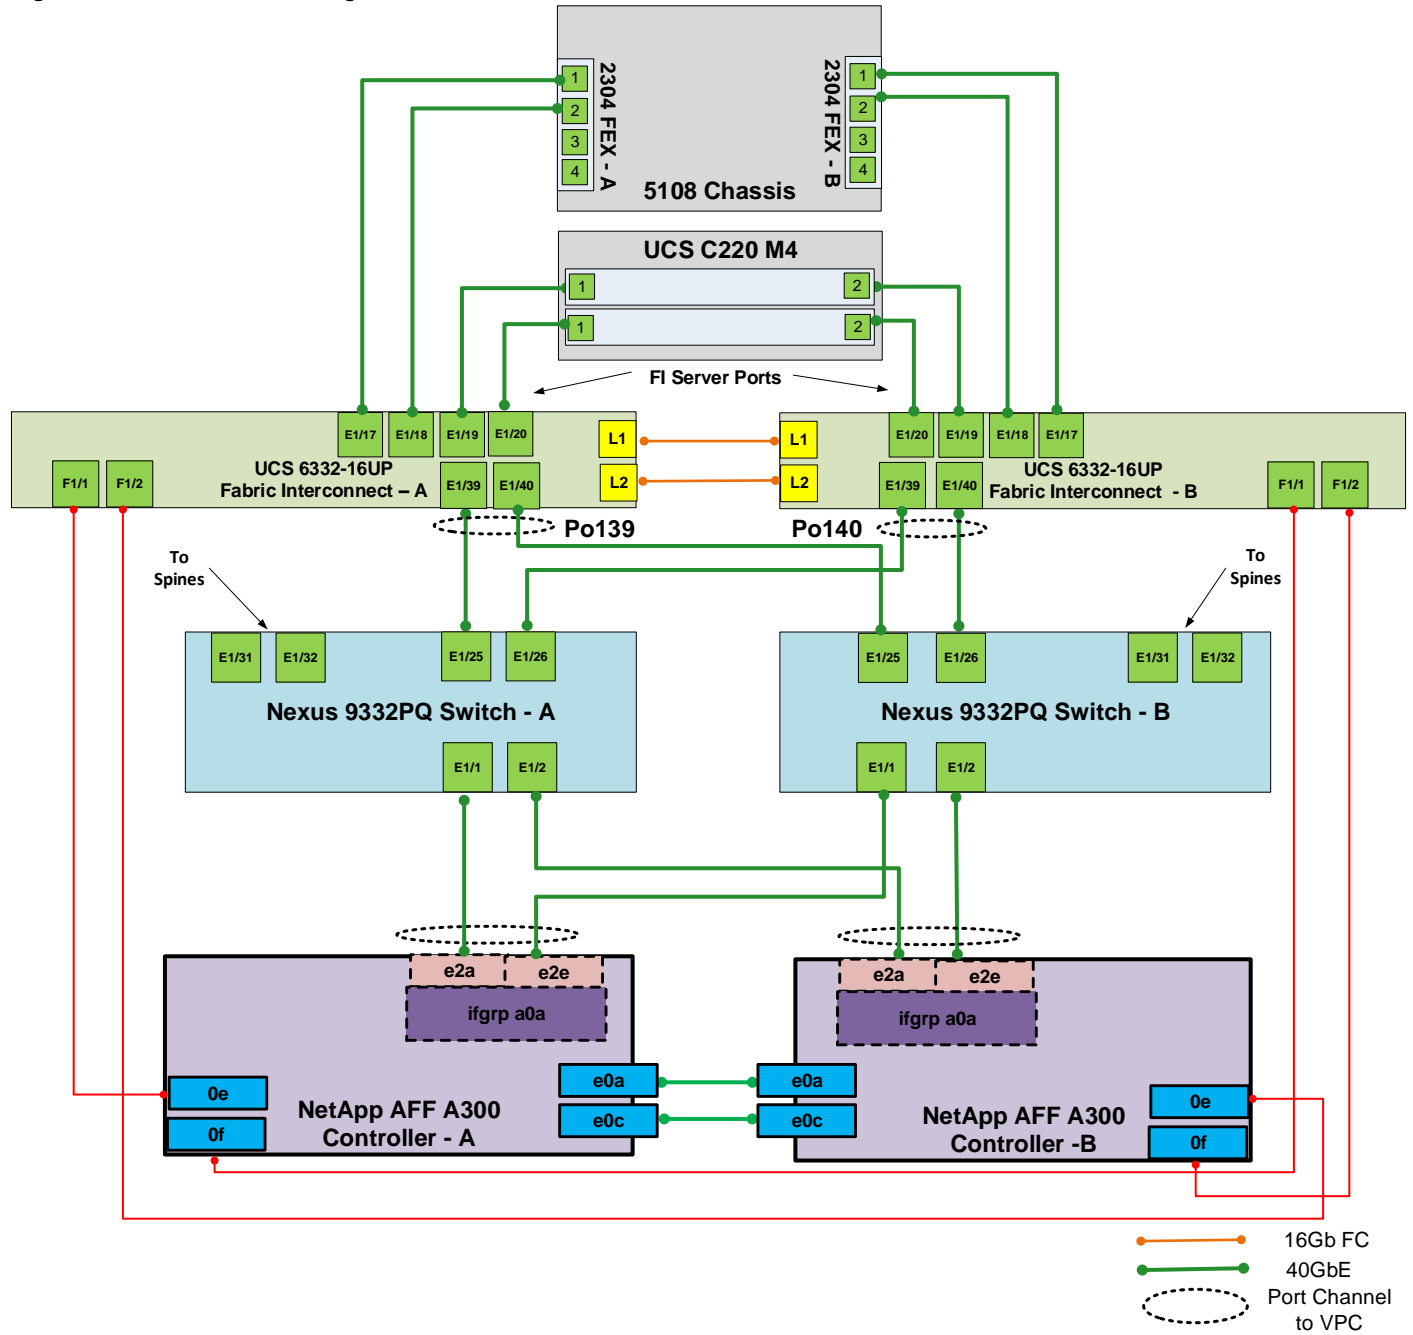 1
2
3
4
2304 FEX - A
2304 FEX - B
1
2
3
4
5108 Chassis
UCS C220 M4
1
2
1
2
FI Server Ports
E1/17
E1/18
E1/19
E1/20
L1
L1
E1/20
E1/19
E1/18
E1/17
F1/1
F1/2
UCS 6332-16UP
Fabric Interconnect – A
E1/39
E1/40
L2
L2
E1/39
E1/40
UCS 6332-16UP
Fabric Interconnect - B
F1/1
F1/2
Po139
Po140
To
Spines
To
Spines
E1/31
E1/32
E1/25
E1/26
E1/25
E1/26
E1/31
E1/32
Nexus 9332PQ Switch - A
Nexus 9332PQ Switch - B
E1/1
E1/2
E1/1
E1/2
e2a
e2e
e2a
e2e
ifgrp a0a
ifgrp a0a
0e
0f
NetApp AFF A300
Controller - A
e0a
e0c
e0a
e0c
NetApp AFF A300
Controller -B
0e
0f
16Gb FC
40GbE
Port Channel
to VPC